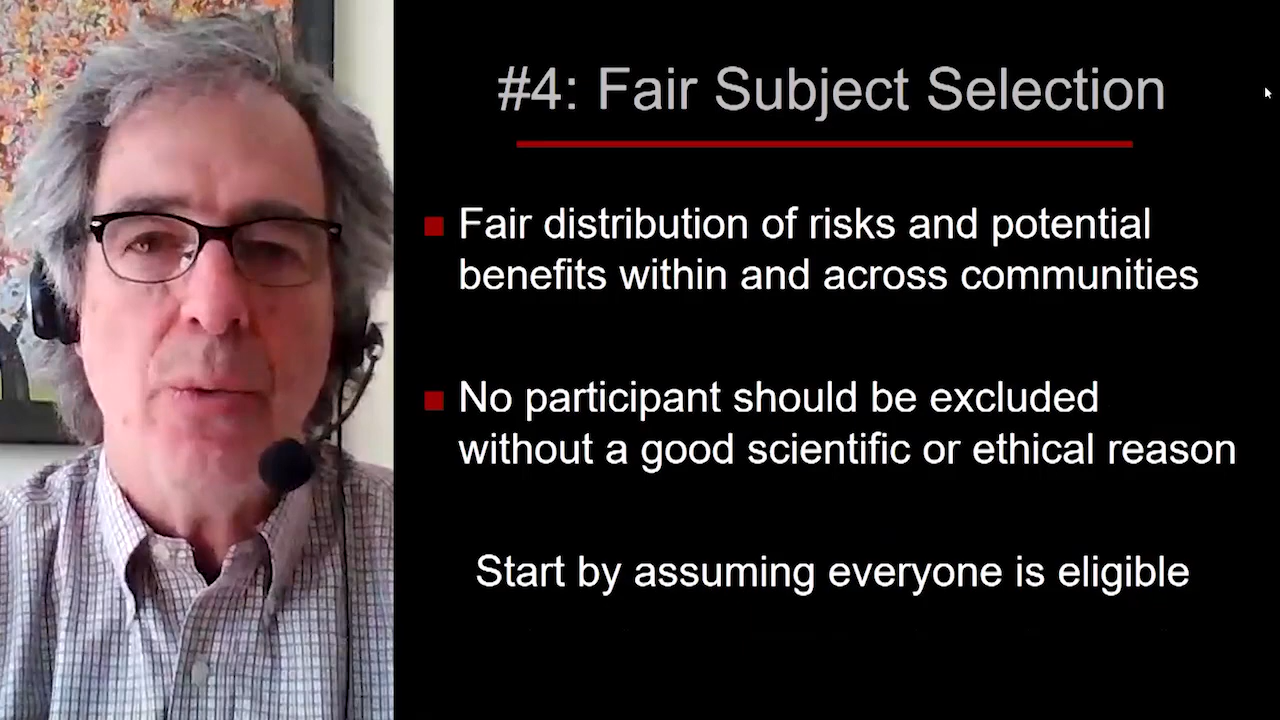 #4: Fair Subject Selection
Fair distribution of risks and potential
benefits within and across communities
No participant should be excluded
without a good scientific or ethical reason
Start by assuming everyone is eligible